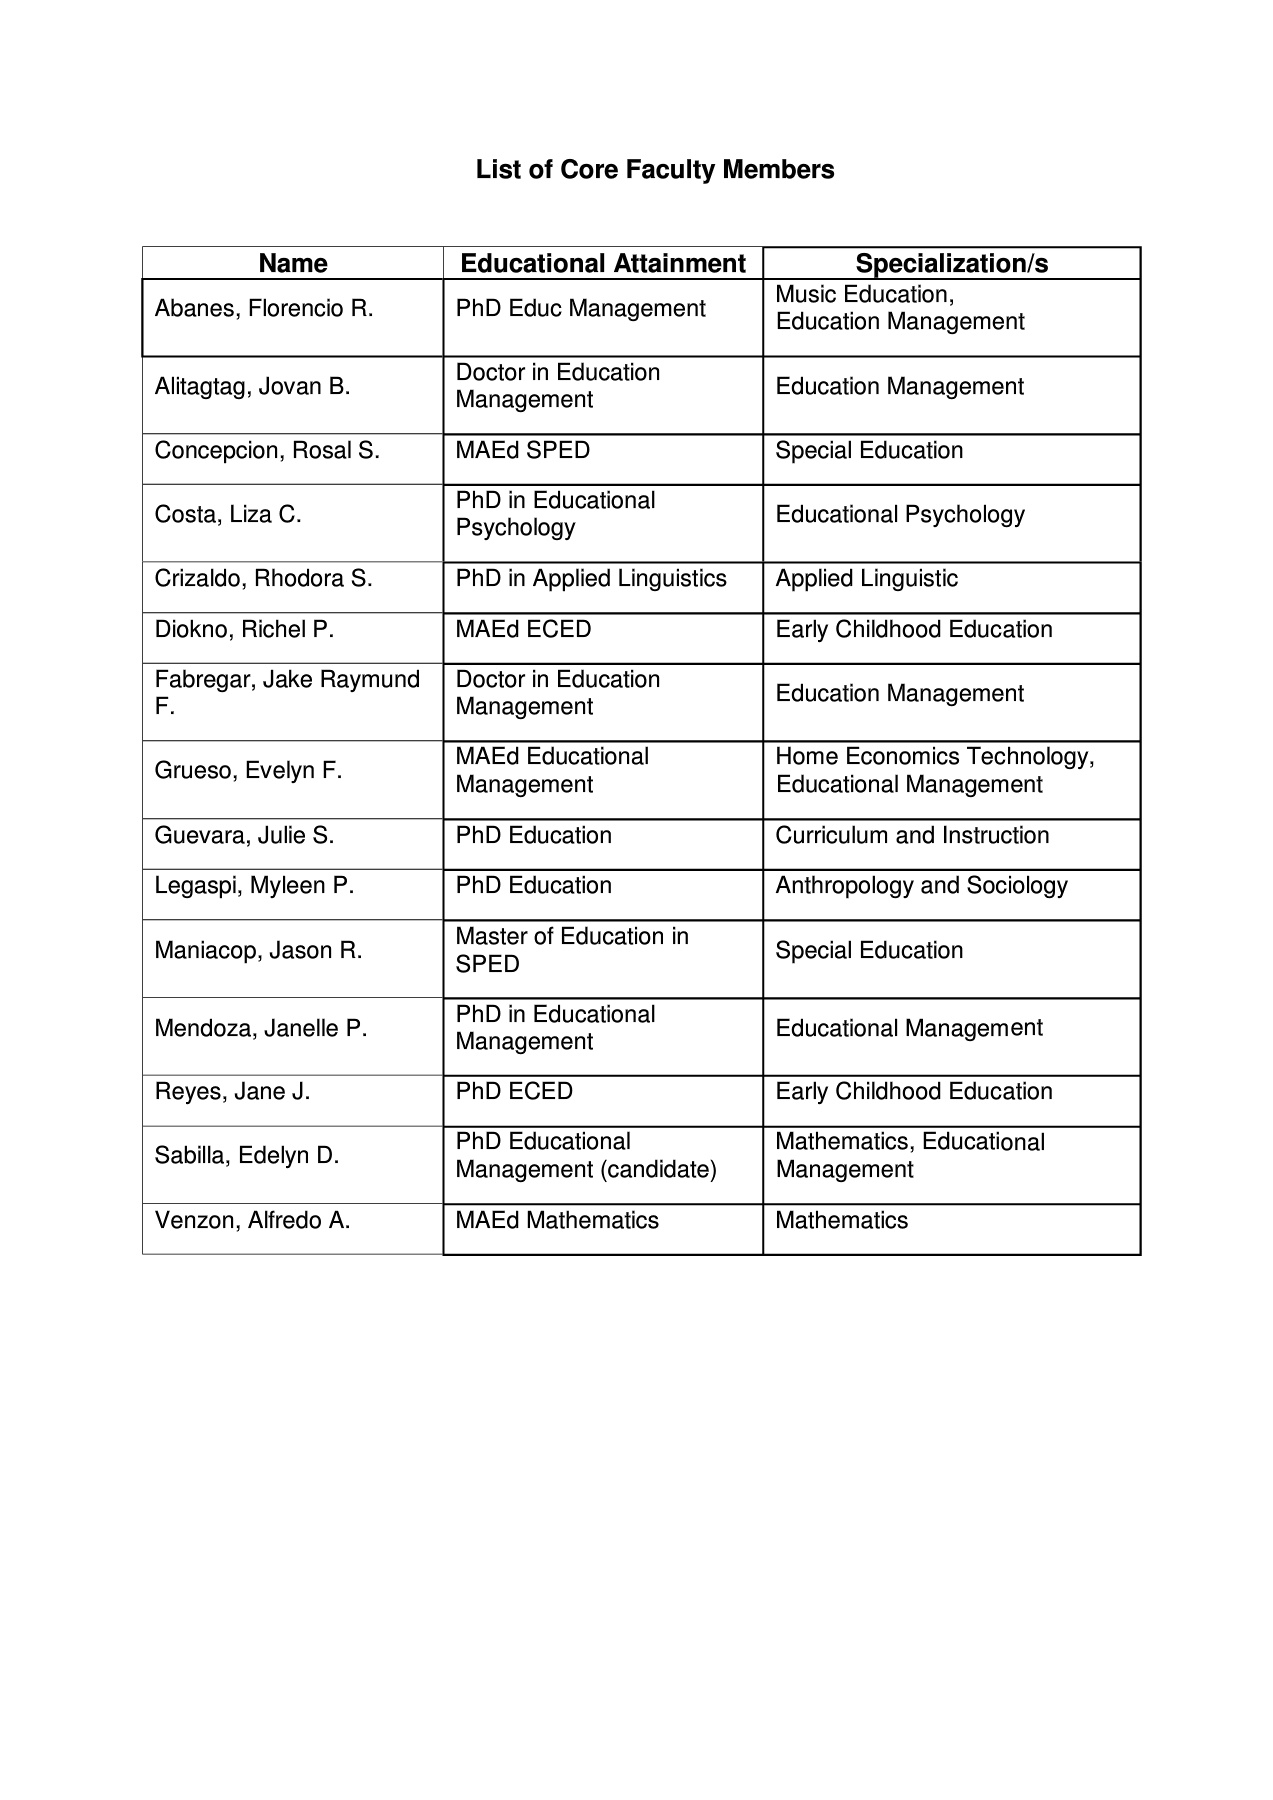 List of Core Faculty Members
Name Educational Attainment Specialization/s
Abanes, Florencio R.
PhD Educ Management
Music Education,
Education Management
Alitagtag, Jovan B.
Doctor in Education
Management
Education Management
Concepcion, Rosal S.
MAEd SPED
Special Education
Costa, Liza C.
PhD in Educational
Psychology
Educational Psychology
Crizaldo, Rhodora S.
PhD in Applied Linguistics
Applied Linguistic
Diokno, Richel P.
MAEd ECED
Early Childhood Education
Fabregar, Jake Raymund
F.
Doctor in Education
Management
Education Management
Grueso, Evelyn F.
MAEd Educational
Management
Home Economics Technology,
Educational Management
Guevara, Julie S.
PhD Education
Curriculum and Instruction
Legaspi, Myleen P.
PhD Education
Anthropology and Sociology
Maniacop, Jason R.
Master of Education in
SPED
Special Education
Mendoza, Janelle P.
PhD in Educational
Management
Educational Management
Reyes, Jane J.
PhD ECED
Early Childhood Education
Sabilla, Edelyn D.
PhD Educational
Management (candidate)
Mathematics, Educational
Management
Venzon, Alfredo A.
MAEd Mathematics
Mathematics